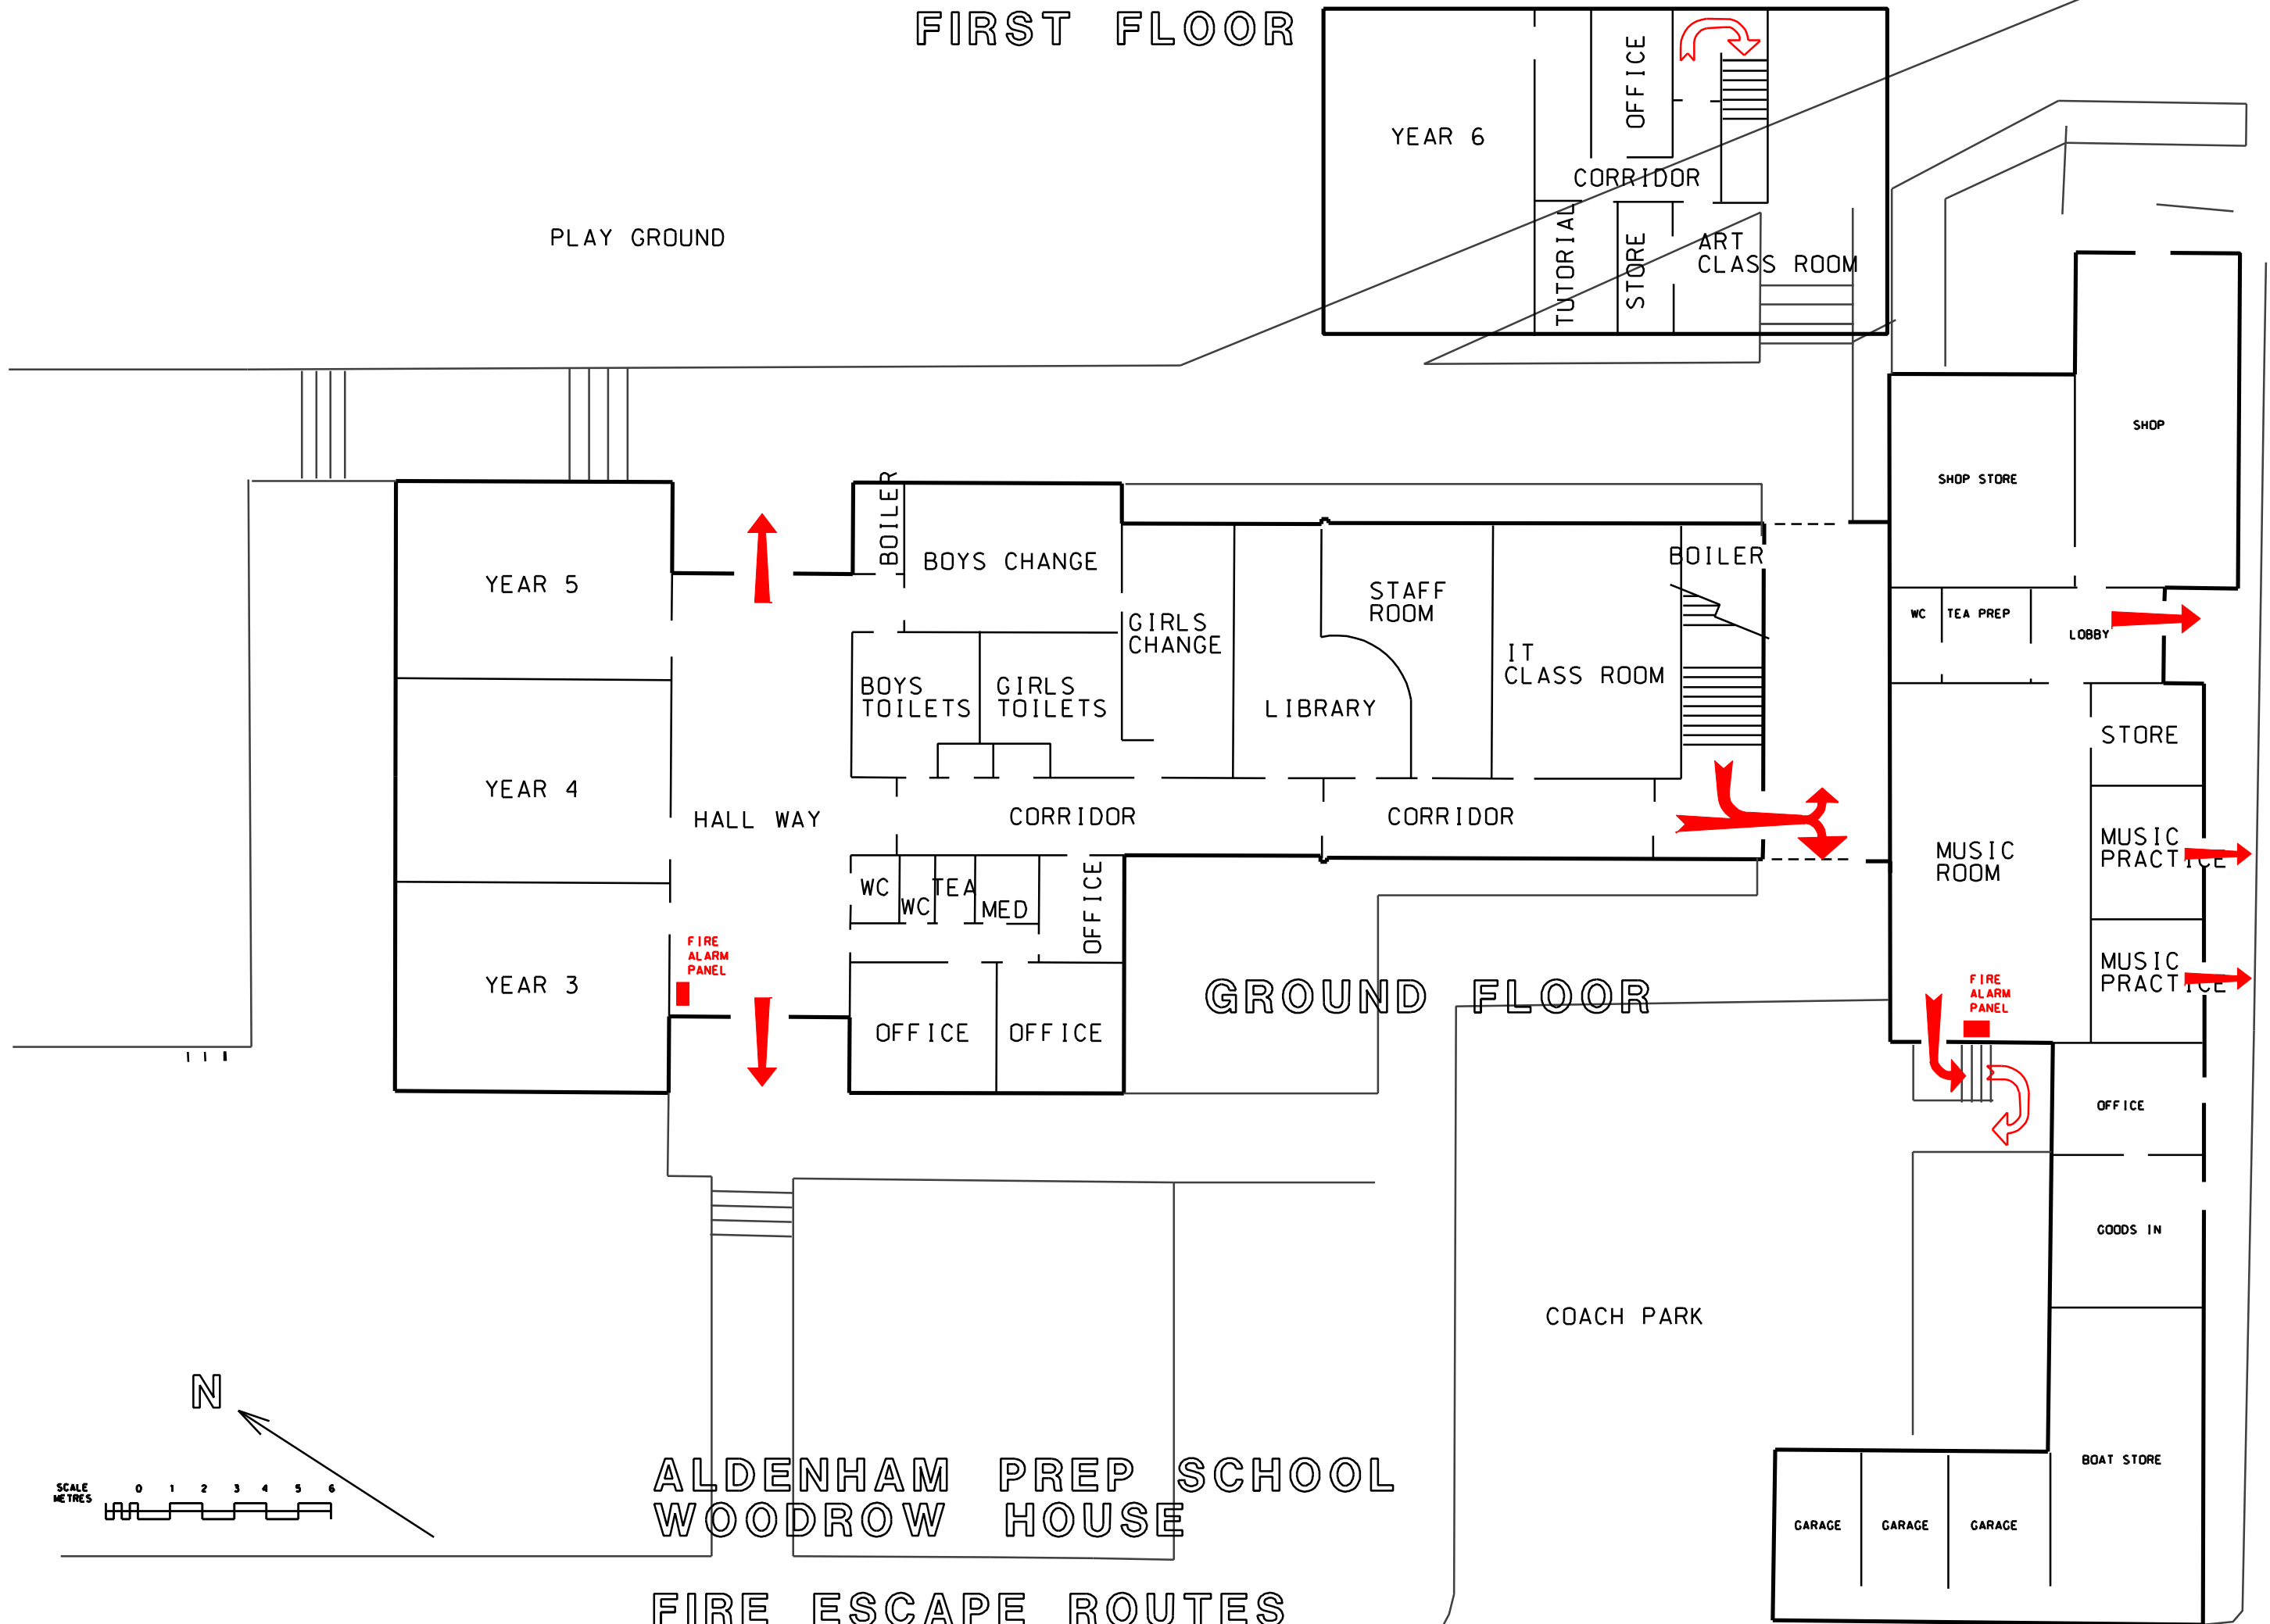 FIRST FLOOR
OFFICE
YEAR 6
CORRIDOR
TUTORIAL
STORE
ART
CLASS ROOM
PLAY GROUND
SHOP
SHOP STORE
BOILER
BOYS CHANGE
BOILER
YEAR 5
STAFF
ROOM
GIRLS
CHANGE
WC
TEA PREP
LOBBY
IT
CLASS ROOM
BOYS
TOILETS
GIRLS
TOILETS
LIBRARY
STORE
YEAR 4
HALL WAY
CORRIDOR
CORRIDOR
MUSIC
ROOM
MUSIC
PRACTICE
WC
WC
TEA
MED
OFFICE
FIRE
ALARM
PANEL
YEAR 3
MUSIC
PRACTICE
FIRE
ALARM
PANEL
GROUND FLOOR
OFFICE
OFFICE
OFFICE
GOODS IN
COACH PARK
N
BOAT STORE
SCALE
METRES
0 1 2 3 4 5 6
GARAGE
GARAGE
GARAGE
ALDENHAM PREP SCHOOL
WOODROW HOUSE
FIRE ESCAPE ROUTES